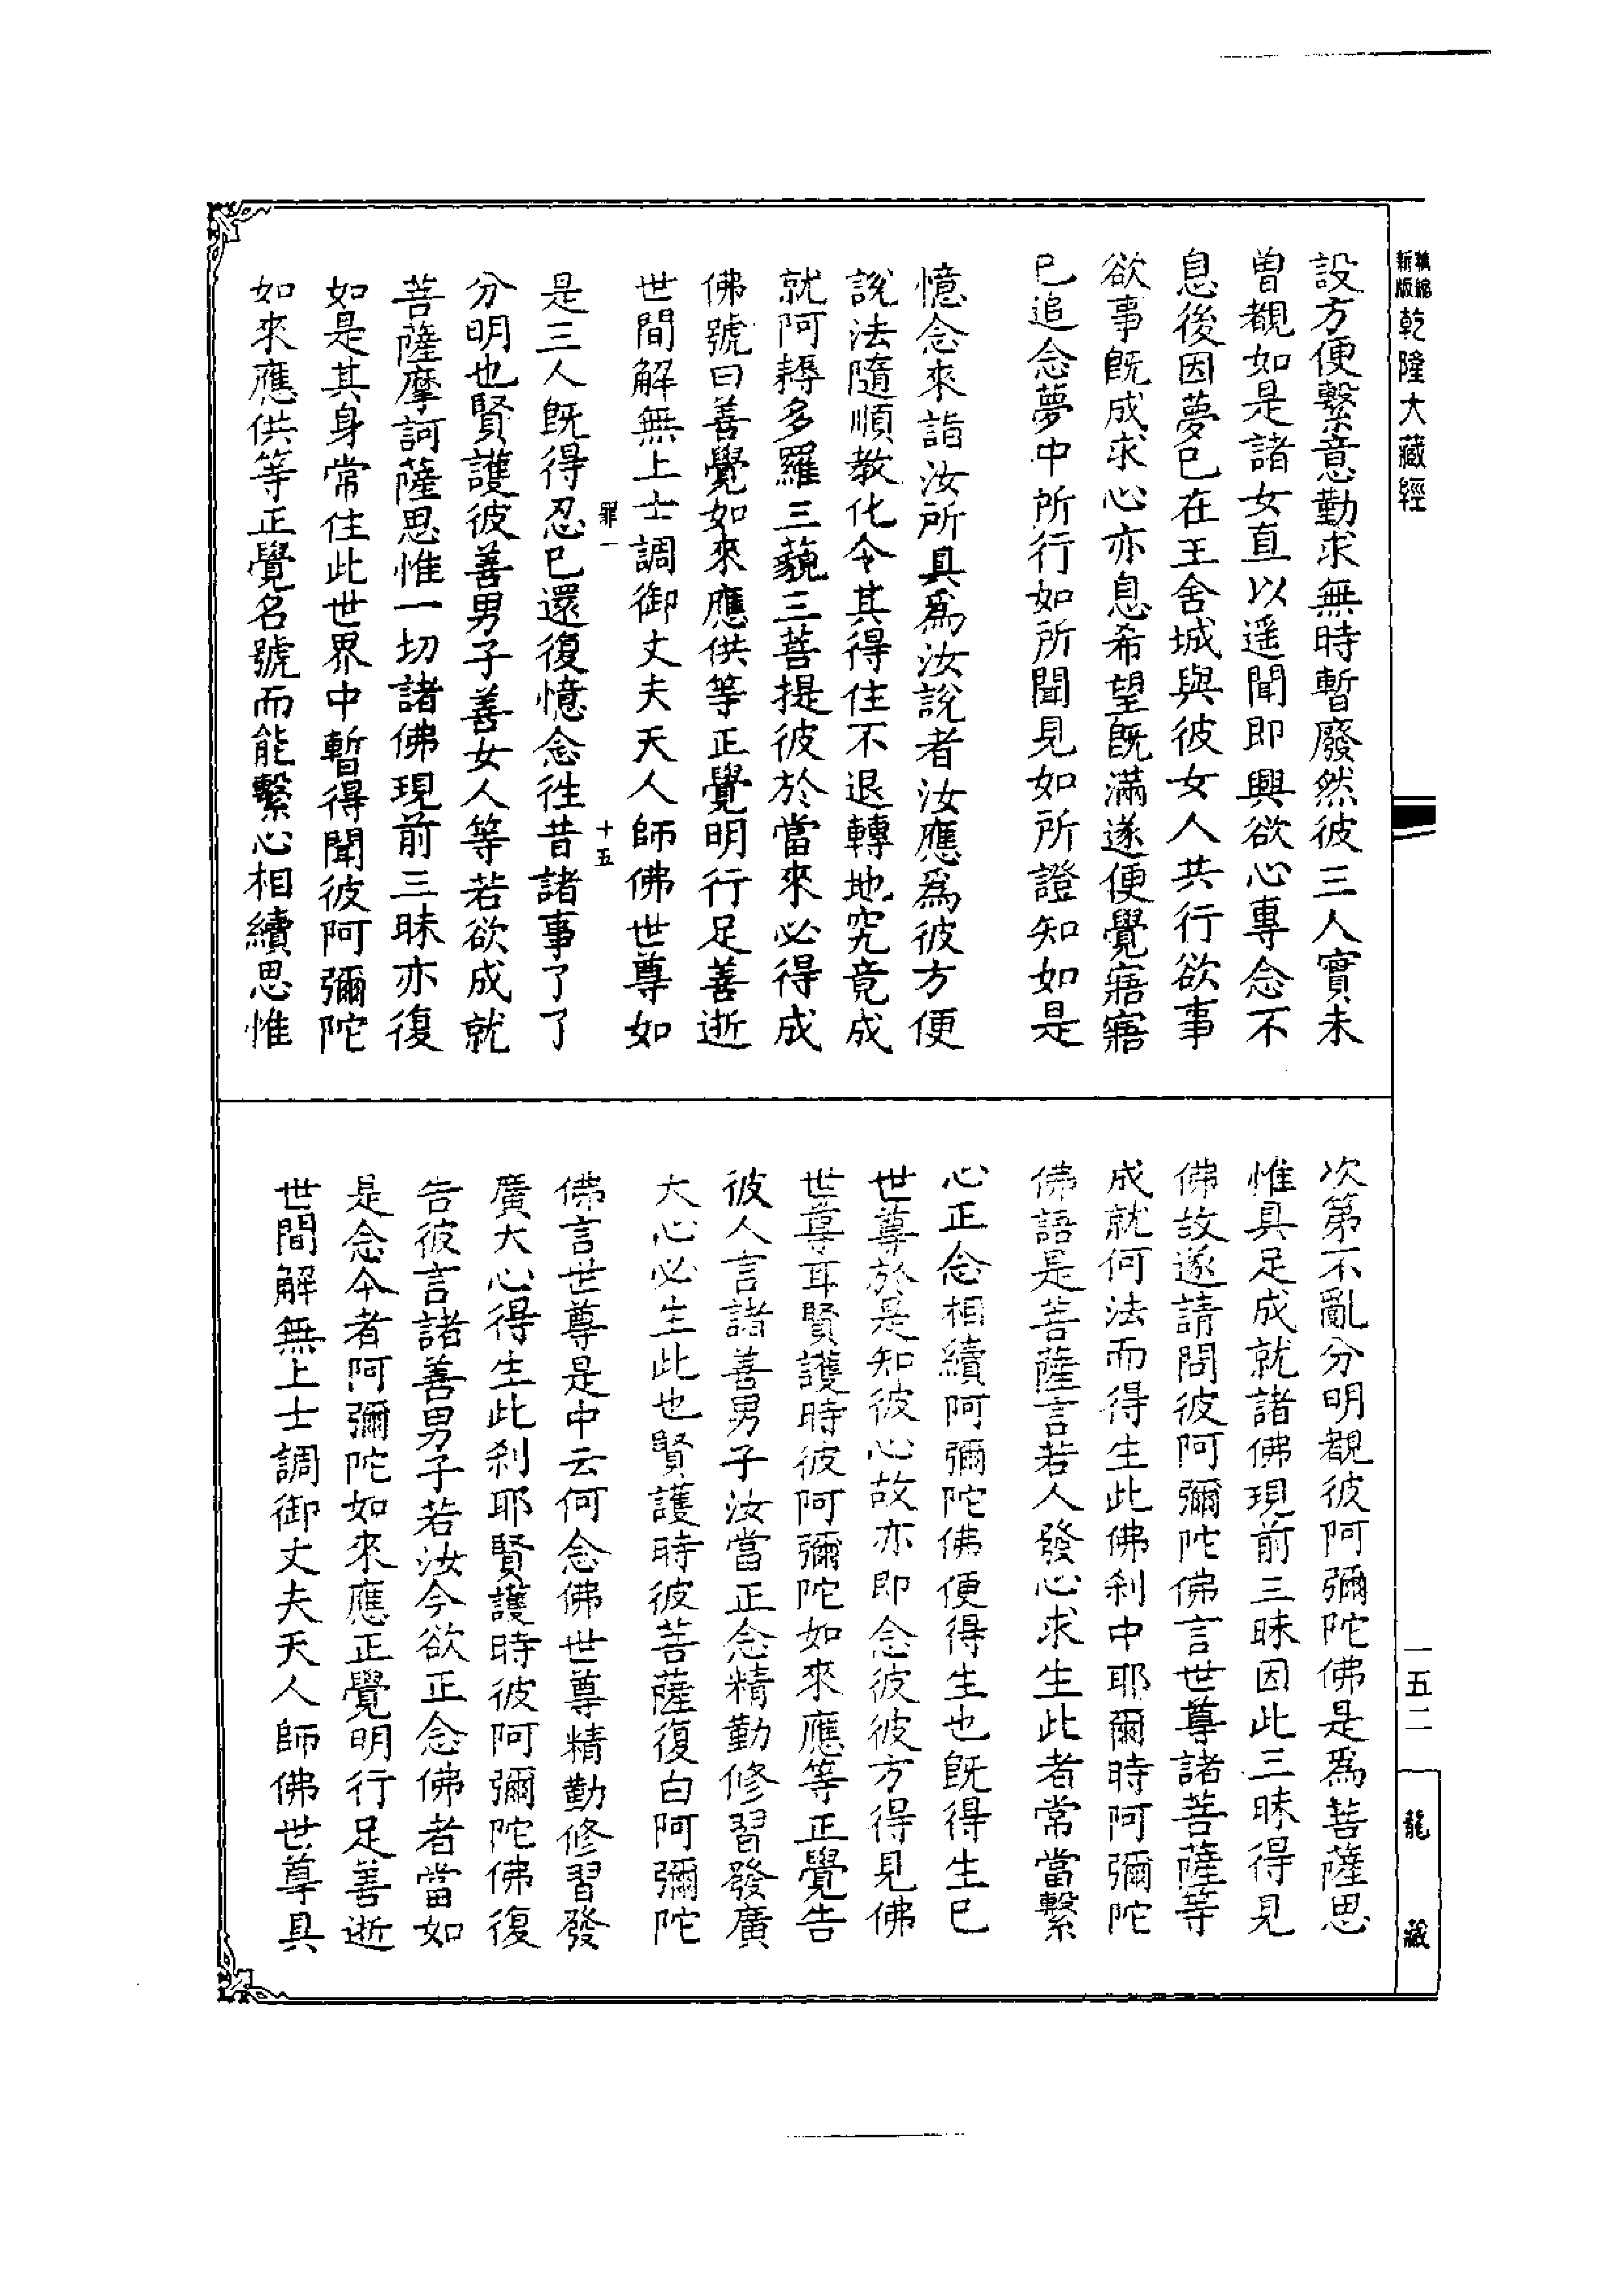 新版
乾隆大藏經
設方便繫意勤求無時暫廢然彼三人實未
曾覩如是諸女直以遥聞即興欲心專念不
息後因夢已在王舍城與彼女人共行欲事
欲事旣成求心亦息希望旣滿遂便覺寤寤
已追念夢中所行如所聞見如所證知如是
憶念來詣汝所具爲汝說者汝應爲彼方便
說法隨順教化令其得住不退轉地究竟成
就阿耨多羅三藐三菩提彼於當來必得成
佛號曰善覺如來應供等正覺明行足善逝
世間解無上士調御丈夫天人師佛世尊如
罪一
十五
是三人旣得忍已還復憶念徃昔諸事了了
分明也賢護彼善男子善女人等若欲成就
菩薩摩訶薩思惟一切諸佛現前三昧亦復
如是其身常住此世界中暫得聞彼阿彌陀
如來應供等正覺名號而能繫心相續思惟
次第不亂分明覩彼阿彌陀佛是爲菩薩思
惟具足成就諸佛現前三昧因此三昧得見
佛故遂請問彼阿彌陀佛言世尊諸菩薩等
成就何法而得生此佛刹中耶爾時阿彌陀
佛語是菩薩言若人發心求生此者常當繫
心正念相續阿彌陀佛便得生也旣得生已
世尊於是知彼心故亦即念彼彼方得見佛
世尊耳賢護時彼阿彌陀如來應等正覺告
彼人言諸善男子汝當正念精勤修習發廣
大心必生此也賢護時彼菩薩復白阿彌陀
佛言世尊是中云何念佛世尊精勤修習發
廣大心得生此刹耶賢護時彼阿彌陀佛復
告彼言諸善男子若汝今欲正念佛者當如
是念今者阿彌陀如來應正覺明行足善逝
世間解無上士調御丈夫天人師佛世尊具
一五二
龍藏